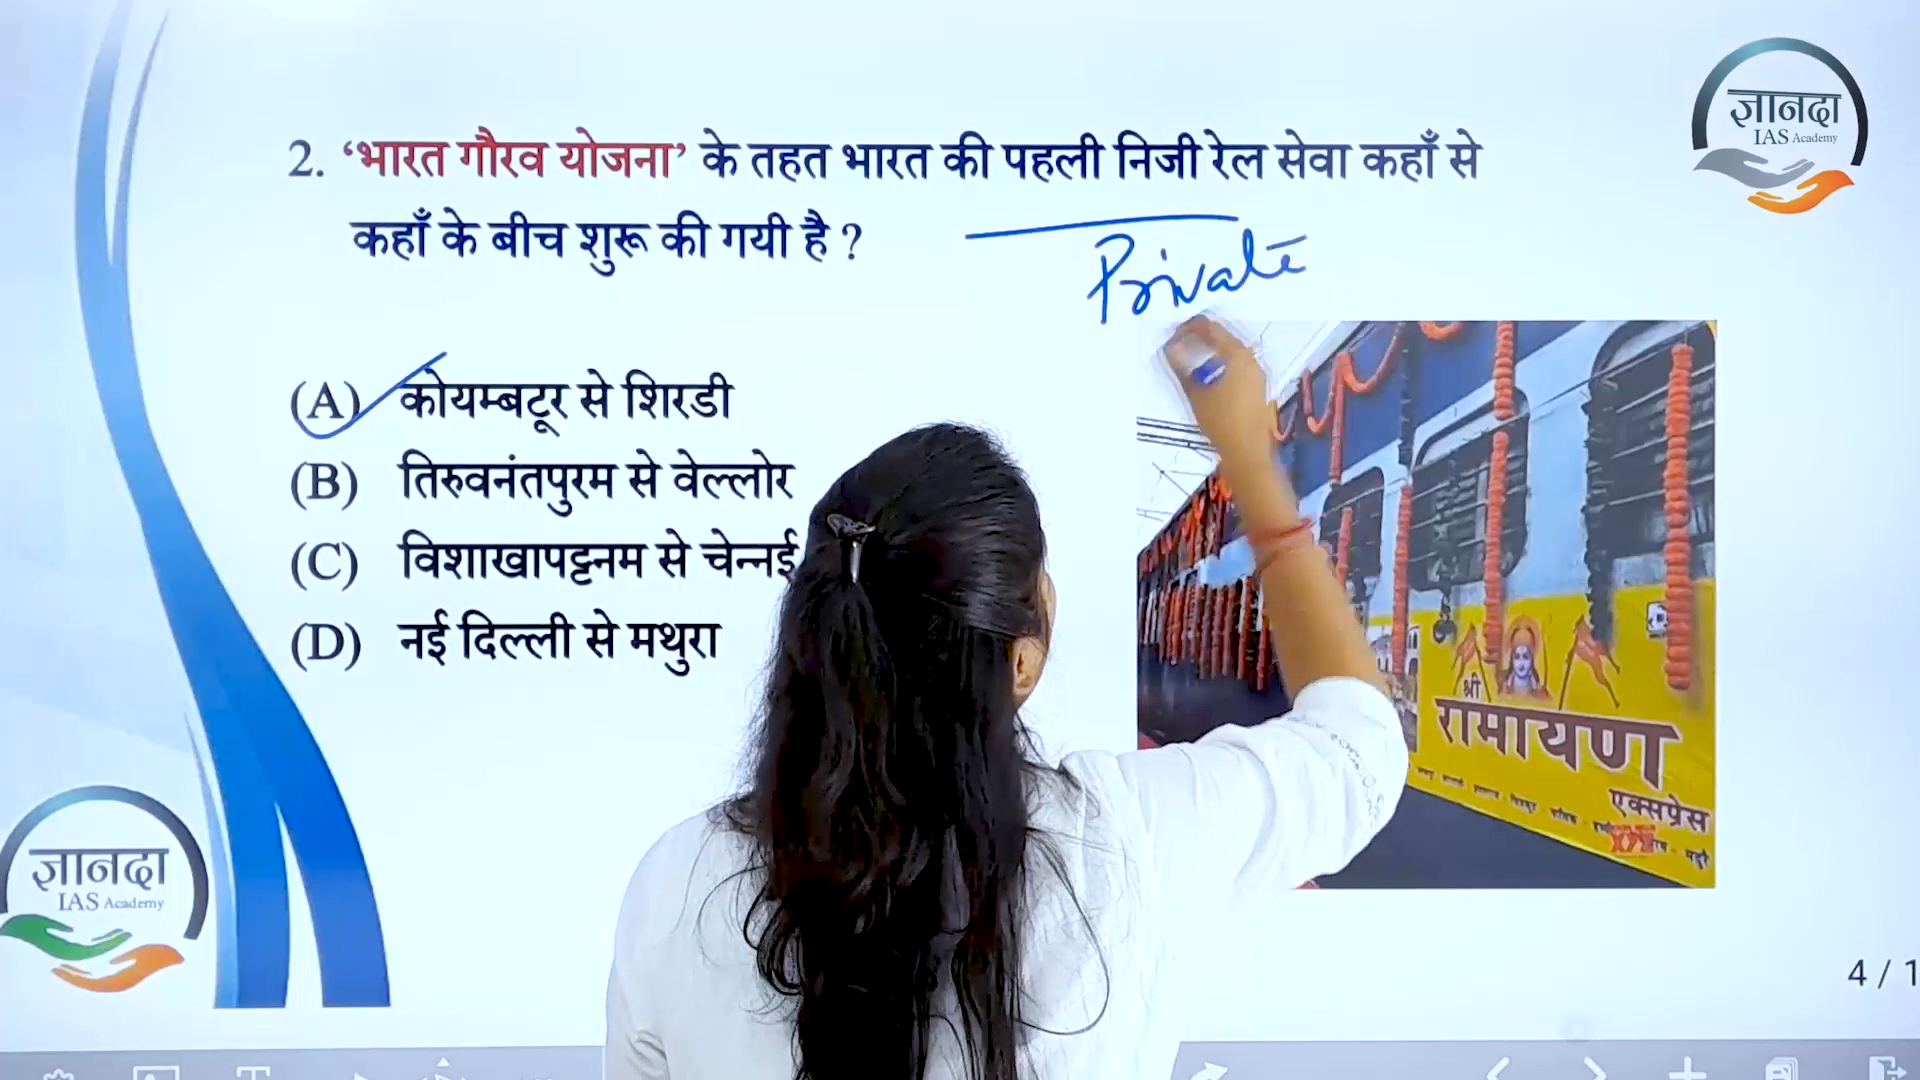 ज्ञानदा
IAS Academy
2. ‘भारत गौरव योजना’ के तहत भारत की पहली निजी रेल सेवा कहाँ से
कहाँ के बीच शुरू की गयी है ?
Private
(A) कोयम्बटूर से शिरडी
(B) तिरुवनंतपुरम से वेल्लोर
(C) विशाखापट्टनम से चेन्नई
(D) नई दिल्ली से मथुरा
श्री
रामायण
एक्सप्रेस
ज्ञानदा
IAS Academy
4 / 1